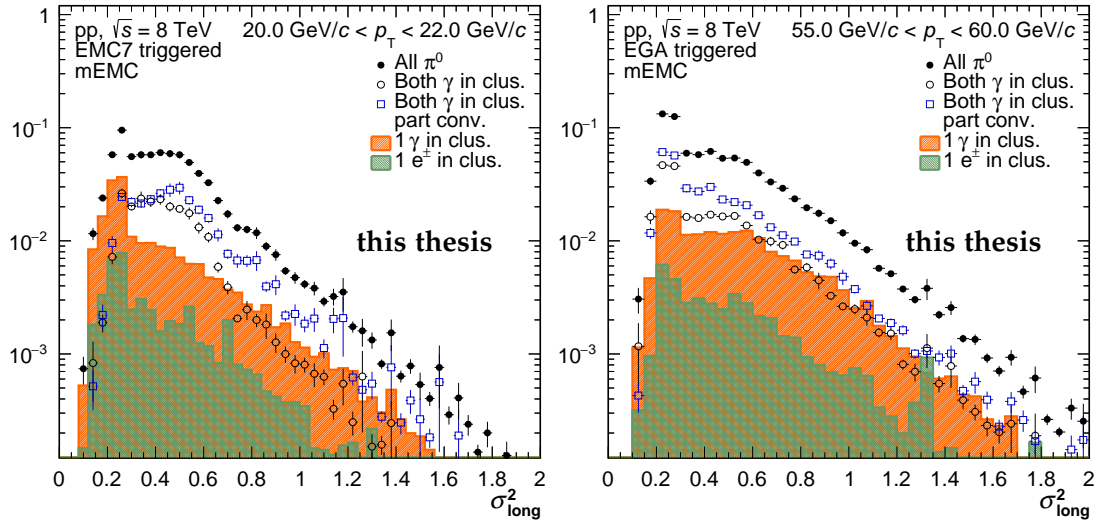 pp, √s = 8 TeV 20.0 GeV/c < p_T < 22.0 GeV/c
EMC7 triggered
mEMC
All π⁰
Both γ in clus.
Both γ in clus.
part conv.
1 γ in clus.
1 e± in clus.
this thesis
10⁻¹
10⁻²
10⁻³
0 0.2 0.4 0.6 0.8 1 1.2 1.4 1.6 1.8 2
σ²_long
pp, √s = 8 TeV 55.0 GeV/c < p_T < 60.0 GeV/c
EGA triggered
mEMC
All π⁰
Both γ in clus.
Both γ in clus.
part conv.
1 γ in clus.
1 e± in clus.
this thesis
10⁻¹
10⁻²
10⁻³
0 0.2 0.4 0.6 0.8 1 1.2 1.4 1.6 1.8 2
σ²_long